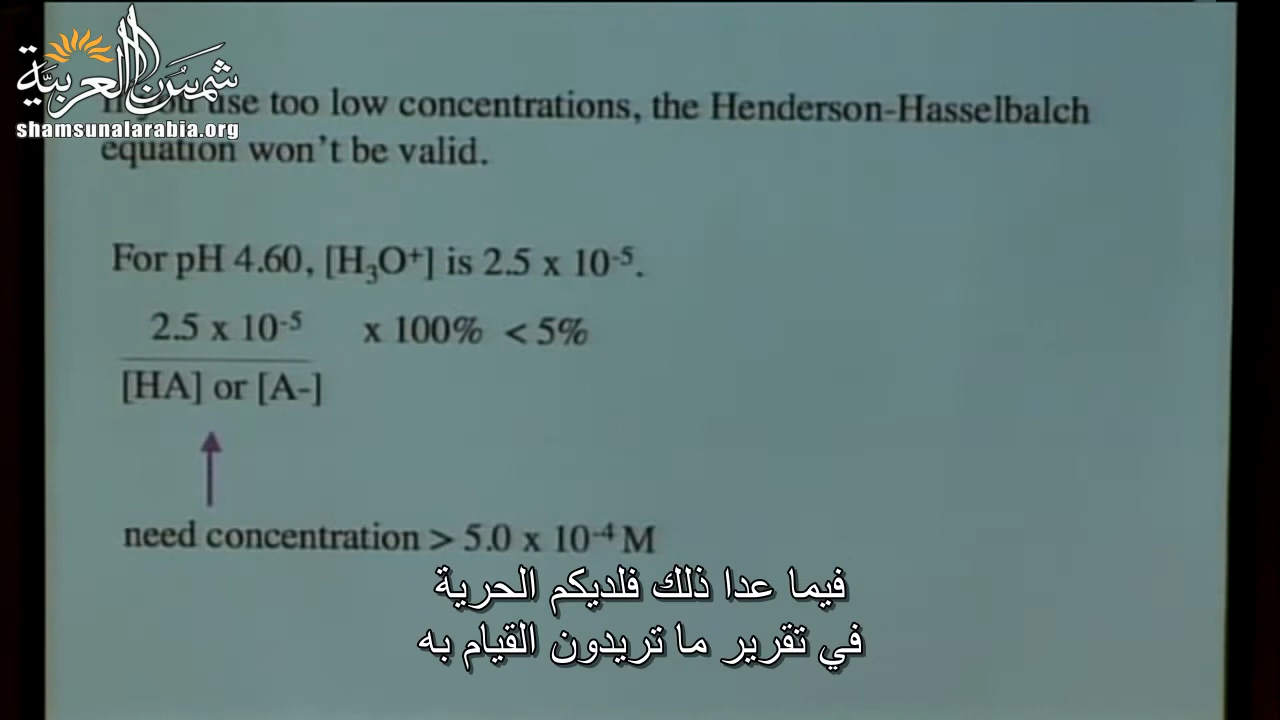 شمس العربية
shamsunalarabia.org
use too low concentrations, the Henderson-Hasselbalch
equation won't be valid.
For pH 4.60, [H₃O⁺] is 2.5 x 10⁻⁵.
2.5 x 10⁻⁵ x 100% < 5%
[HA] or [A-]
need concentration > 5.0 x 10⁻⁴ M
فيما عدا ذلك فلديكم الحرية
في تقرير ما تريدون القيام به